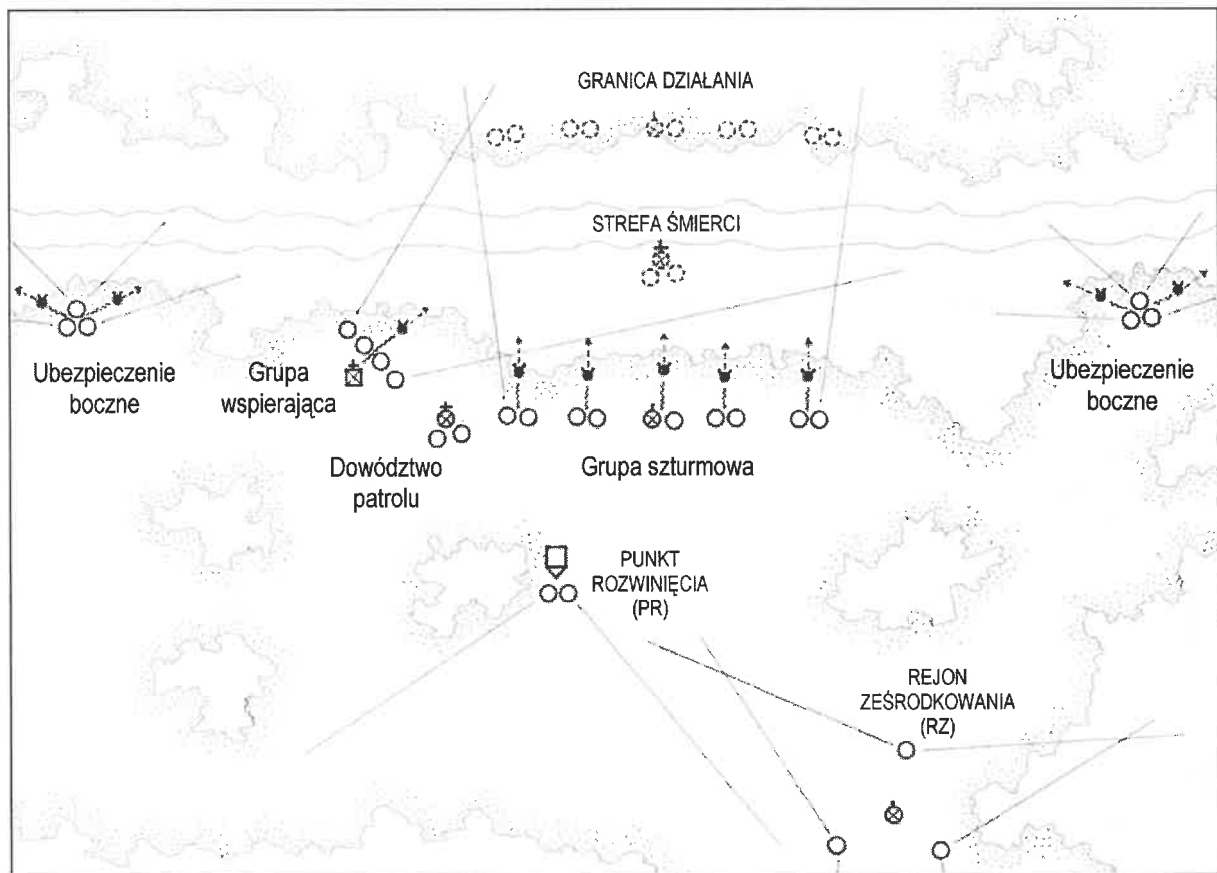 GRANICA DZIAŁANIA
STREFA ŚMIERCI
Ubezpieczenie
boczne
Grupa
wspierająca
Ubezpieczenie
boczne
Dowództwo
patrolu
Grupa szturmowa
PUNKT
ROZWINIĘCIA
(PR)
REJON
ZEŚRODKOWANIA
(RZ)